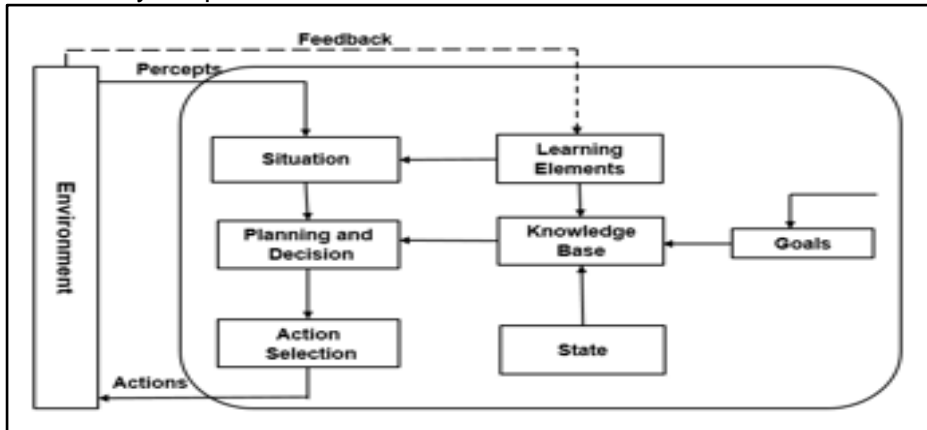 Feedback
Percepts
Situation
Learning
Elements
Environment
Planning and
Decision
Knowledge
Base
Goals
Action
Selection
State
Actions